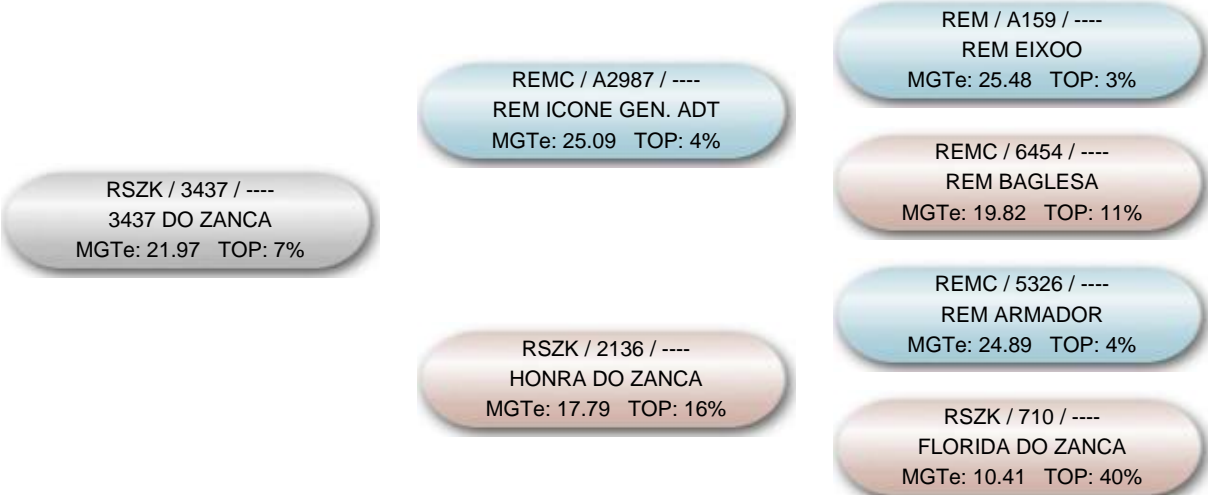 RSZK / 3437 / ----
3437 DO ZANCA
MGTe: 21.97 TOP: 7%
REMC / A2987 / ----
REM ICONE GEN. ADT
MGTe: 25.09 TOP: 4%
RSZK / 2136 / ----
HONRA DO ZANCA
MGTe: 17.79 TOP: 16%
REM / A159 / ----
REM EIXOO
MGTe: 25.48 TOP: 3%
REMC / 6454 / ----
REM BAGLESA
MGTe: 19.82 TOP: 11%
REMC / 5326 / ----
REM ARMADOR
MGTe: 24.89 TOP: 4%
RSZK / 710 / ----
FLORIDA DO ZANCA
MGTe: 10.41 TOP: 40%